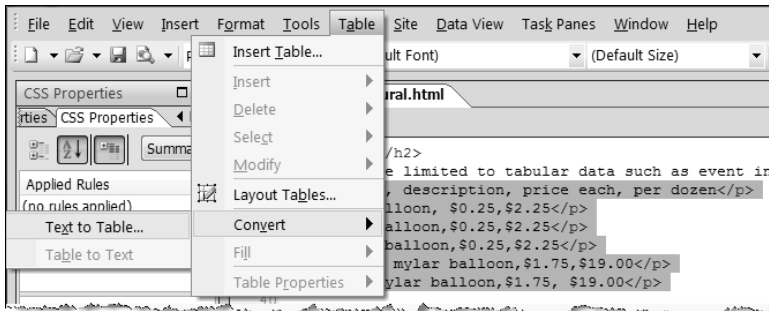 File Edit View Insert Format Tools Table Site Data View Task Panes Window Help
Insert Table... ult Font) (Default Size)
CSS Properties Insert ural.html
rties CSS Properties Delete
Summa Select /h2>
Modify e limited to tabular data such as event in
Applied Rules Layout Tables... , description, price each, per dozen</p>
(no rules applied) lloon, $0.25,$2.25</p>
Text to Table... Convert alloon,$0.25,$2.25</p>
Table to Text Fill balloon,$0.25,$2.25</p>
mylar balloon,$1.75,$19.00</p>
Table Properties ylar balloon,$1.75, $19.00</p>